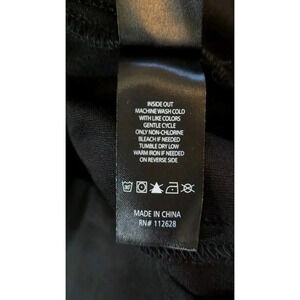 INSIDE OUT
MACHINE WASH COLD
WITH LIKE COLORS
GENTLE CYCLE
ONLY NON-CHLORINE
BLEACH IF NEEDED
TUMBLE DRY LOW
WARM IRON IF NEEDED
ON REVERSE SIDE
MADE IN CHINA
RN# 112628